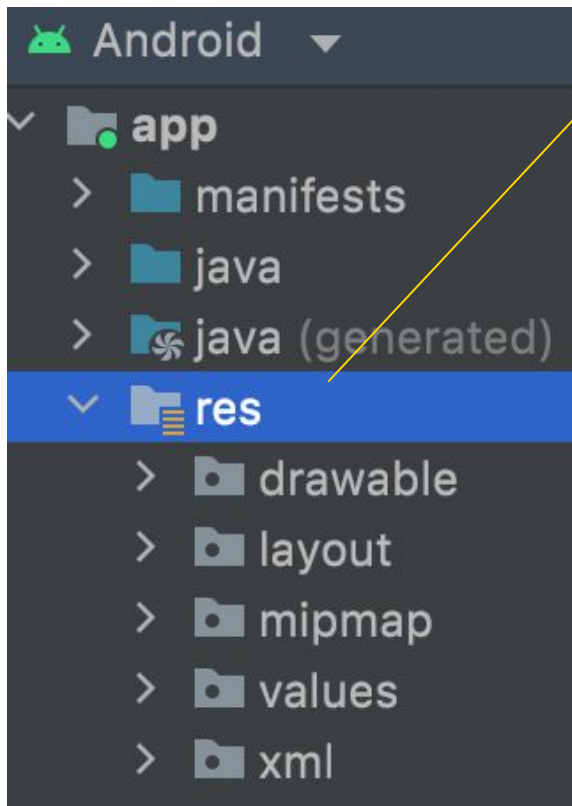 Android
app
manifests
java
java (generated)
res
drawable
layout
mipmap
values
xml